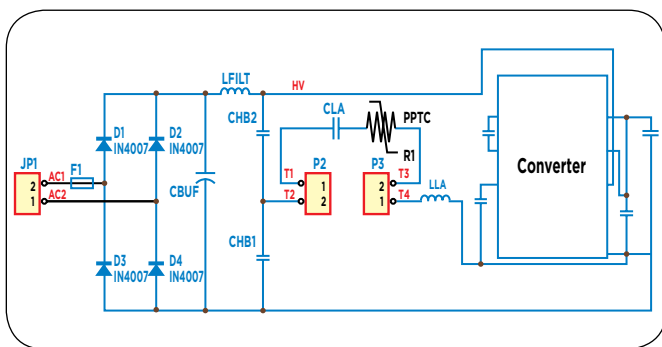 LFILT
HV
CLA
PPTC
R1
CHB2
D1
IN4007
D2
IN4007
JP1
2
1
AC1
F1
AC2
CBUF
T1
T2
P2
1
2
P3
2
1
T3
T4
LLA
Converter
CHB1
D3
IN4007
D4
IN4007